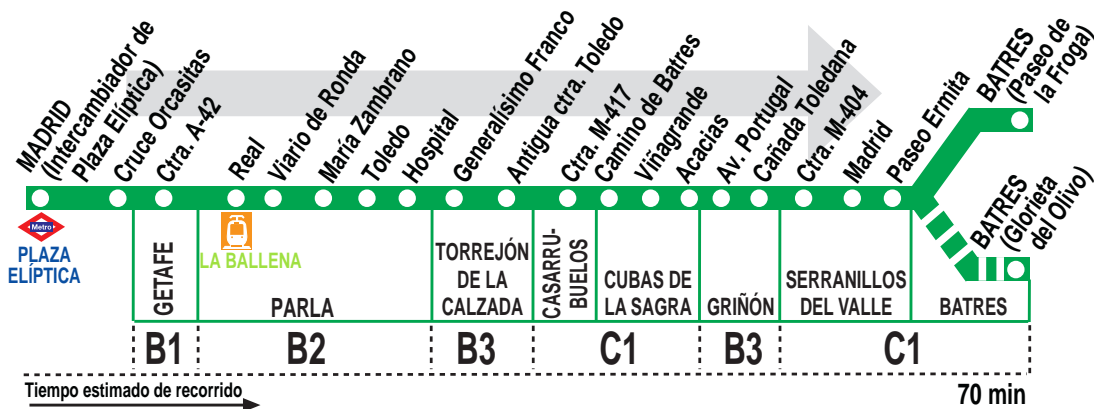 MADRID
(Intercambiador de
Plaza Elíptica)
Cruce Orcasitas
Ctra. A-42
Real
Viario de Ronda
María Zambrano
Toledo
Hospital
Generalísimo Franco
Antigua ctra. Toledo
Ctra. M-417
Camino de Batres
Viñagrande
Acacias
Av. Portugal
Cañada Toledana
Ctra. M-404
Madrid
Paseo Ermita
BATRES
(Paseo de
la Froga)
BATRES
(Glorieta
del Olivo)
Metro
PLAZA
ELÍPTICA
LA BALLENA
GETAFE
PARLA
TORREJÓN
DE LA
CALZADA
CASARRU-
BUELOS
CUBAS DE
LA SAGRA
GRIÑÓN
SERRANILLOS
DEL VALLE
BATRES
B1
B2
B3
C1
B3
C1
Tiempo estimado de recorrido
70 min